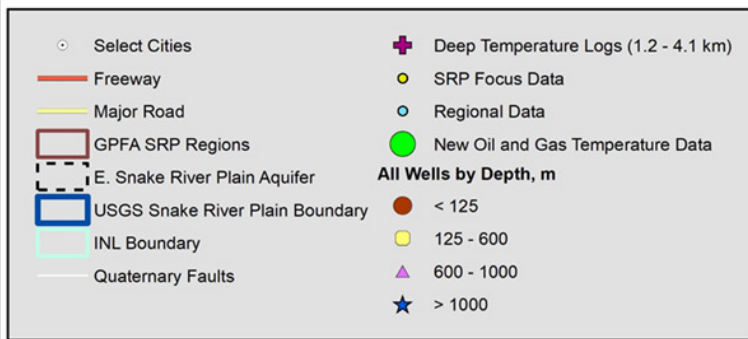 Select Cities
Freeway
Major Road
GPFA SRP Regions
E. Snake River Plain Aquifer
USGS Snake River Plain Boundary
INL Boundary
Quaternary Faults
Deep Temperature Logs (1.2 - 4.1 km)
SRP Focus Data
Regional Data
New Oil and Gas Temperature Data
All Wells by Depth, m
< 125
125 - 600
600 - 1000
> 1000